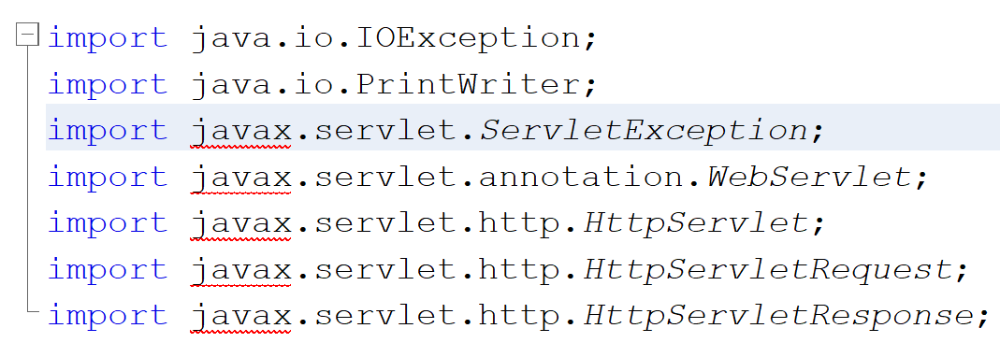 import java.io.IOException;
import java.io.PrintWriter;
import javax.servlet.ServletException;
import javax.servlet.annotation.WebServlet;
import javax.servlet.http.HttpServlet;
import javax.servlet.http.HttpServletRequest;
import javax.servlet.http.HttpServletResponse;